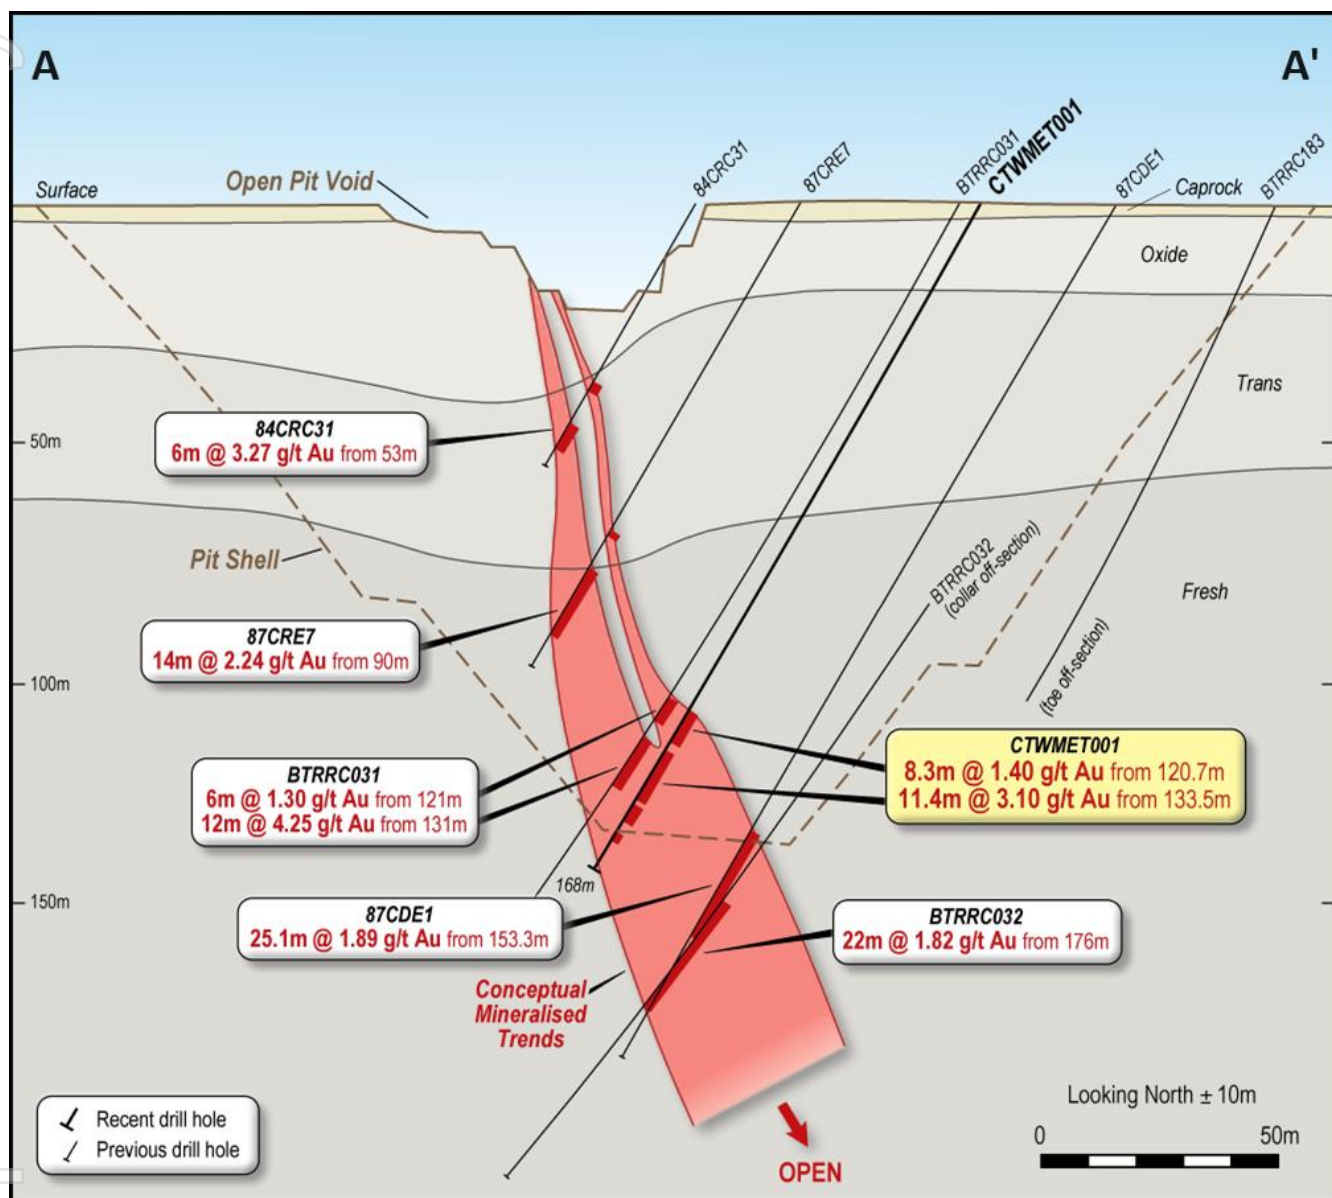 A
A'
84CRC31
87CRE7
BTRRC031
CTWMET001
87CDE1
BTRRC183
Surface
Open Pit Void
Caprock
Oxide
Trans
84CRC31
6m @ 3.27 g/t Au from 53m
50m
BTRRC032
(collar off-section)
Pit Shell
Fresh
87CRE7
14m @ 2.24 g/t Au from 90m
(toe off-section)
100m
CTWMET001
8.3m @ 1.40 g/t Au from 120.7m
11.4m @ 3.10 g/t Au from 133.5m
BTRRC031
6m @ 1.30 g/t Au from 121m
12m @ 4.25 g/t Au from 131m
168m
150m
87CDE1
25.1m @ 1.89 g/t Au from 153.3m
BTRRC032
22m @ 1.82 g/t Au from 176m
Conceptual
Mineralised
Trends
Recent drill hole
Previous drill hole
OPEN
Looking North ± 10m
0 50m